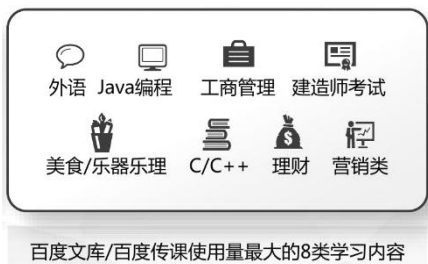 外语 Java编程 工商管理 建造师考试
美食/乐器乐理 C/C++ 理财 营销类
百度文库/百度传课使用量最大的8类学习内容